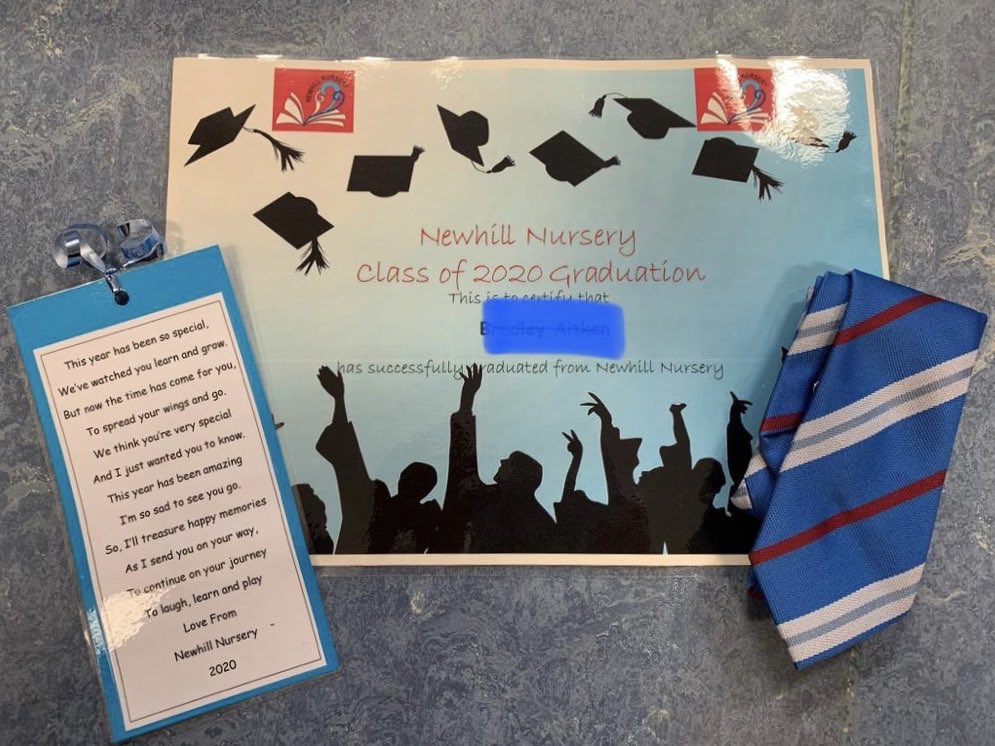 NEWHILL NURSERY
Newhill Nursery
Class of 2020 Graduation
This is to certify that
has successfully graduated from Newhill Nursery
This year has been so special,
We've watched you learn and grow.
But now the time has come for you,
To spread your wings and go.
We think you're very special
And I just wanted you to know.
This year has been amazing
I'm so sad to see you go.
So, I'll treasure happy memories
As I send you on your way,
To continue on your journey
To laugh, learn and play
Love From
Newhill Nursery
2020